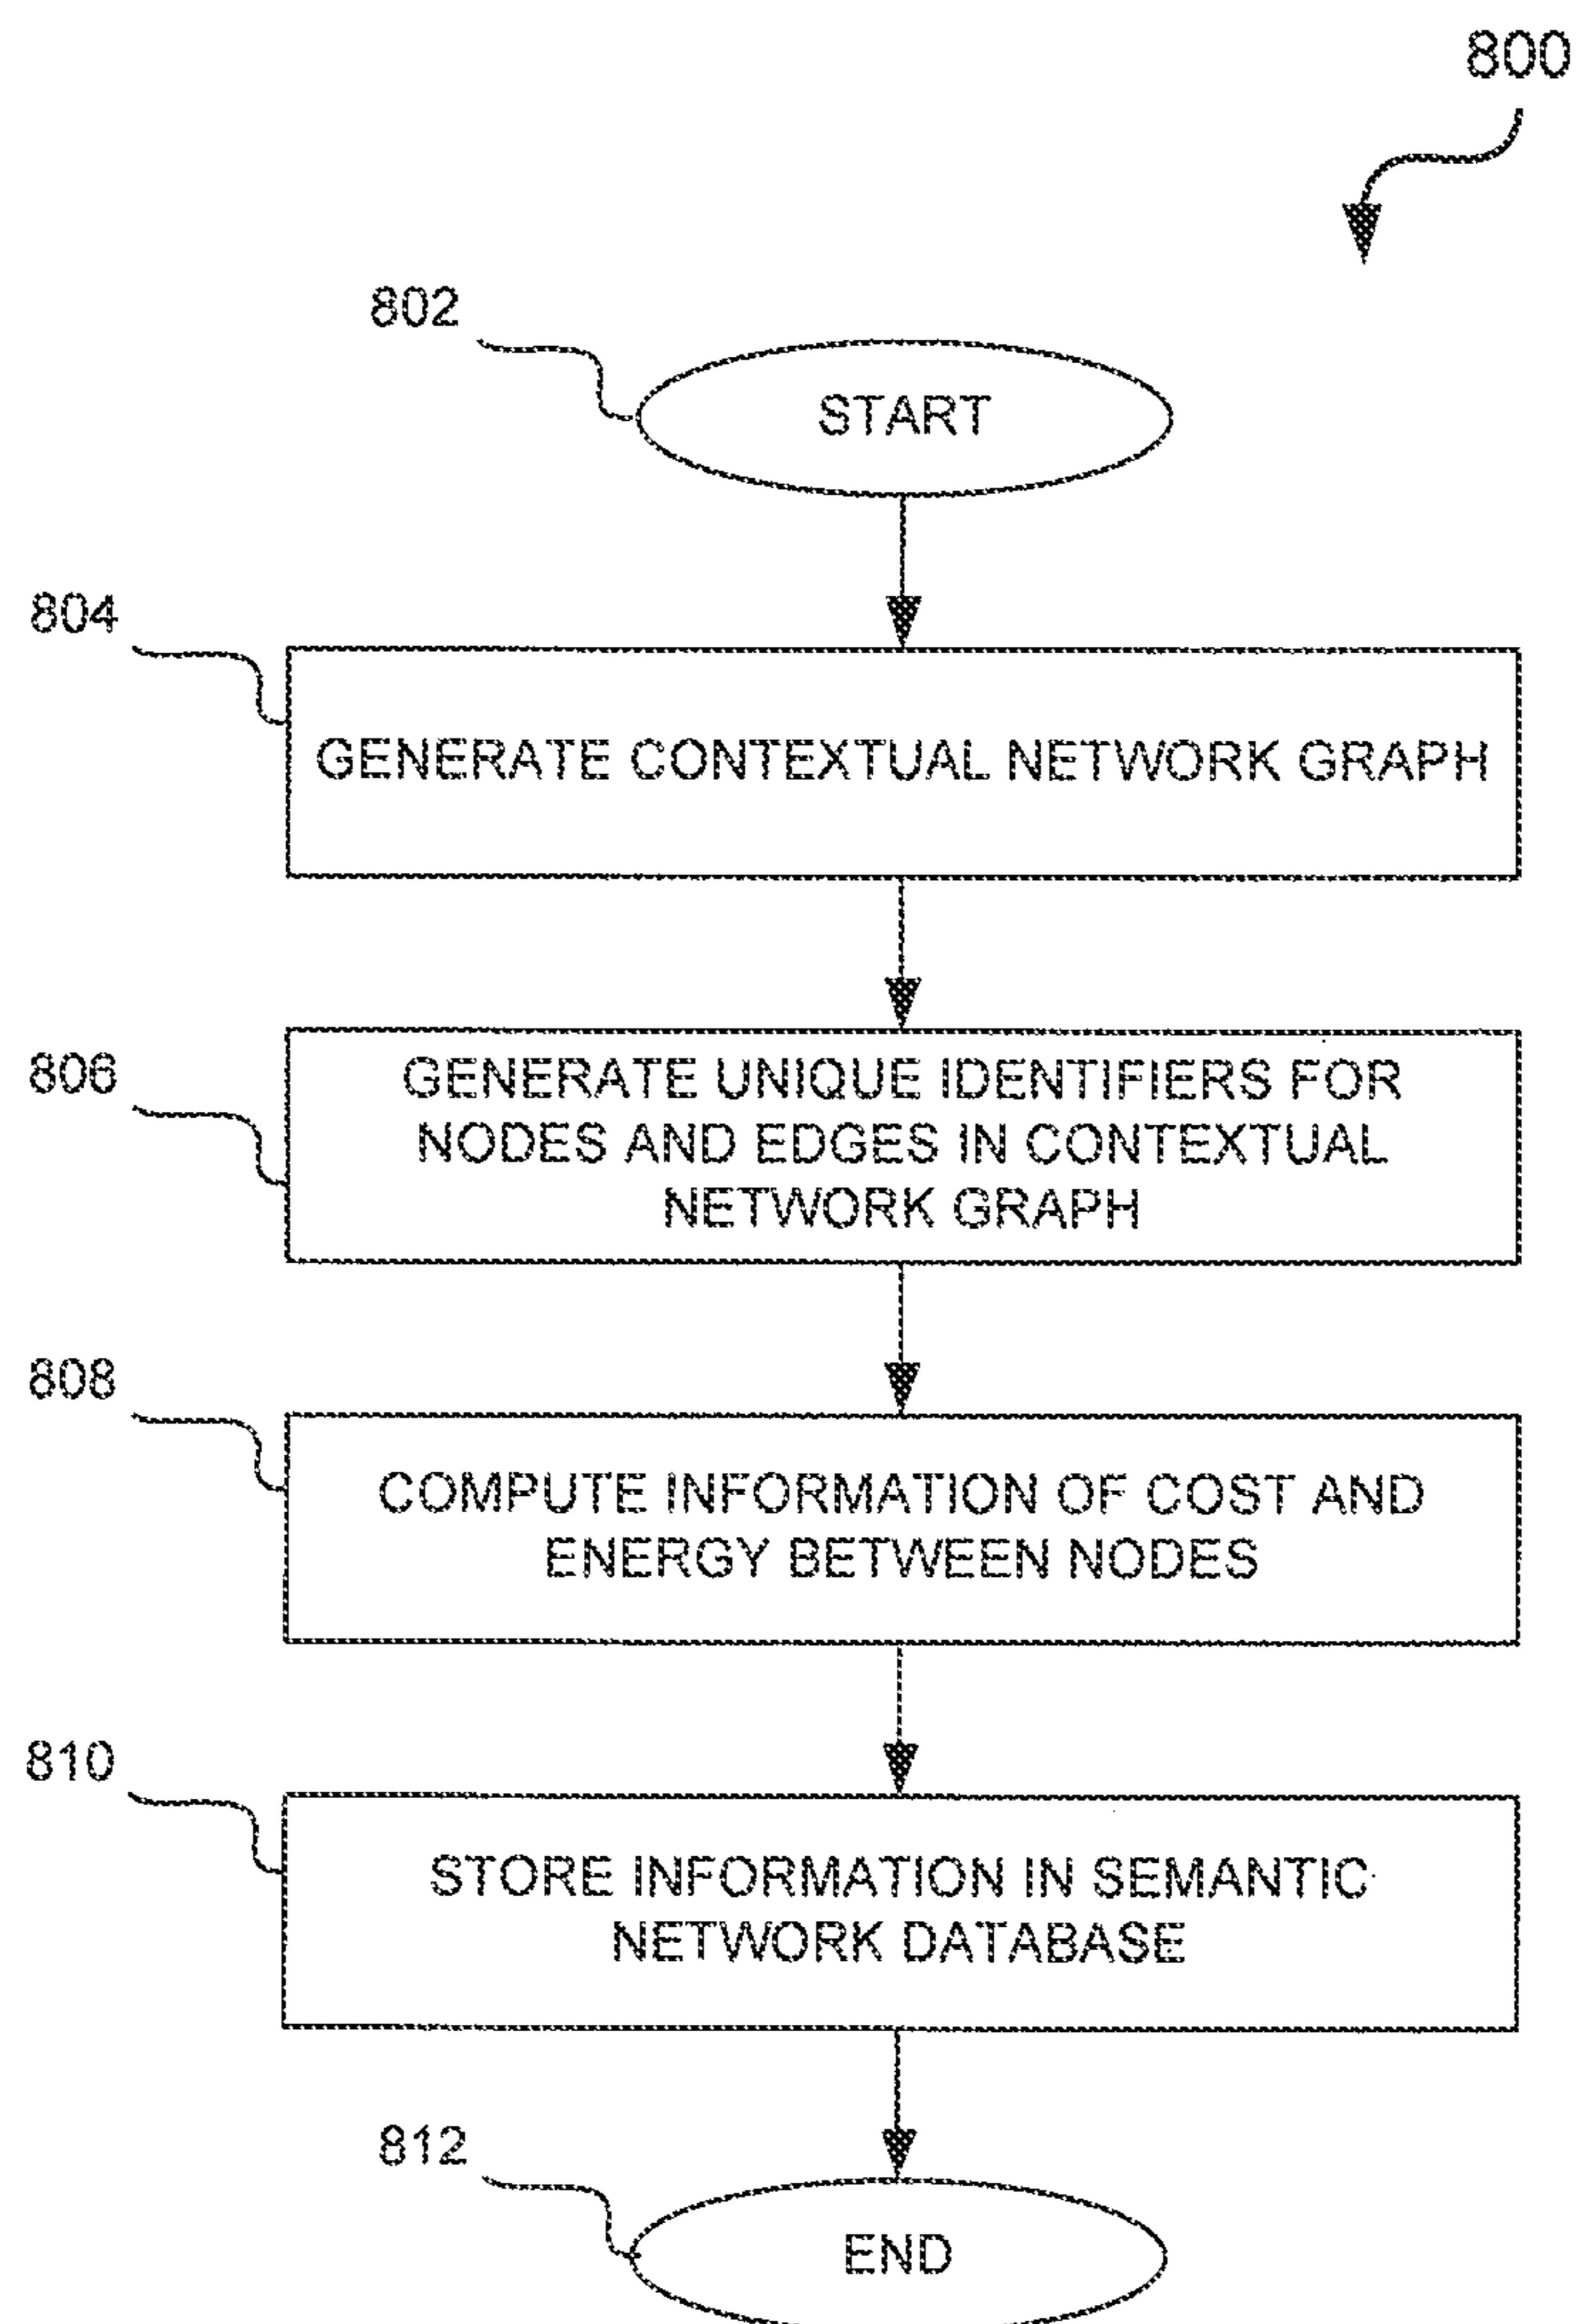 800
802
START
804
GENERATE CONTEXTUAL NETWORK GRAPH
806
GENERATE UNIQUE IDENTIFIERS FOR
NODES AND EDGES IN CONTEXTUAL
NETWORK GRAPH
808
COMPUTE INFORMATION OF COST AND
ENERGY BETWEEN NODES
810
STORE INFORMATION IN SEMANTIC
NETWORK DATABASE
812
END